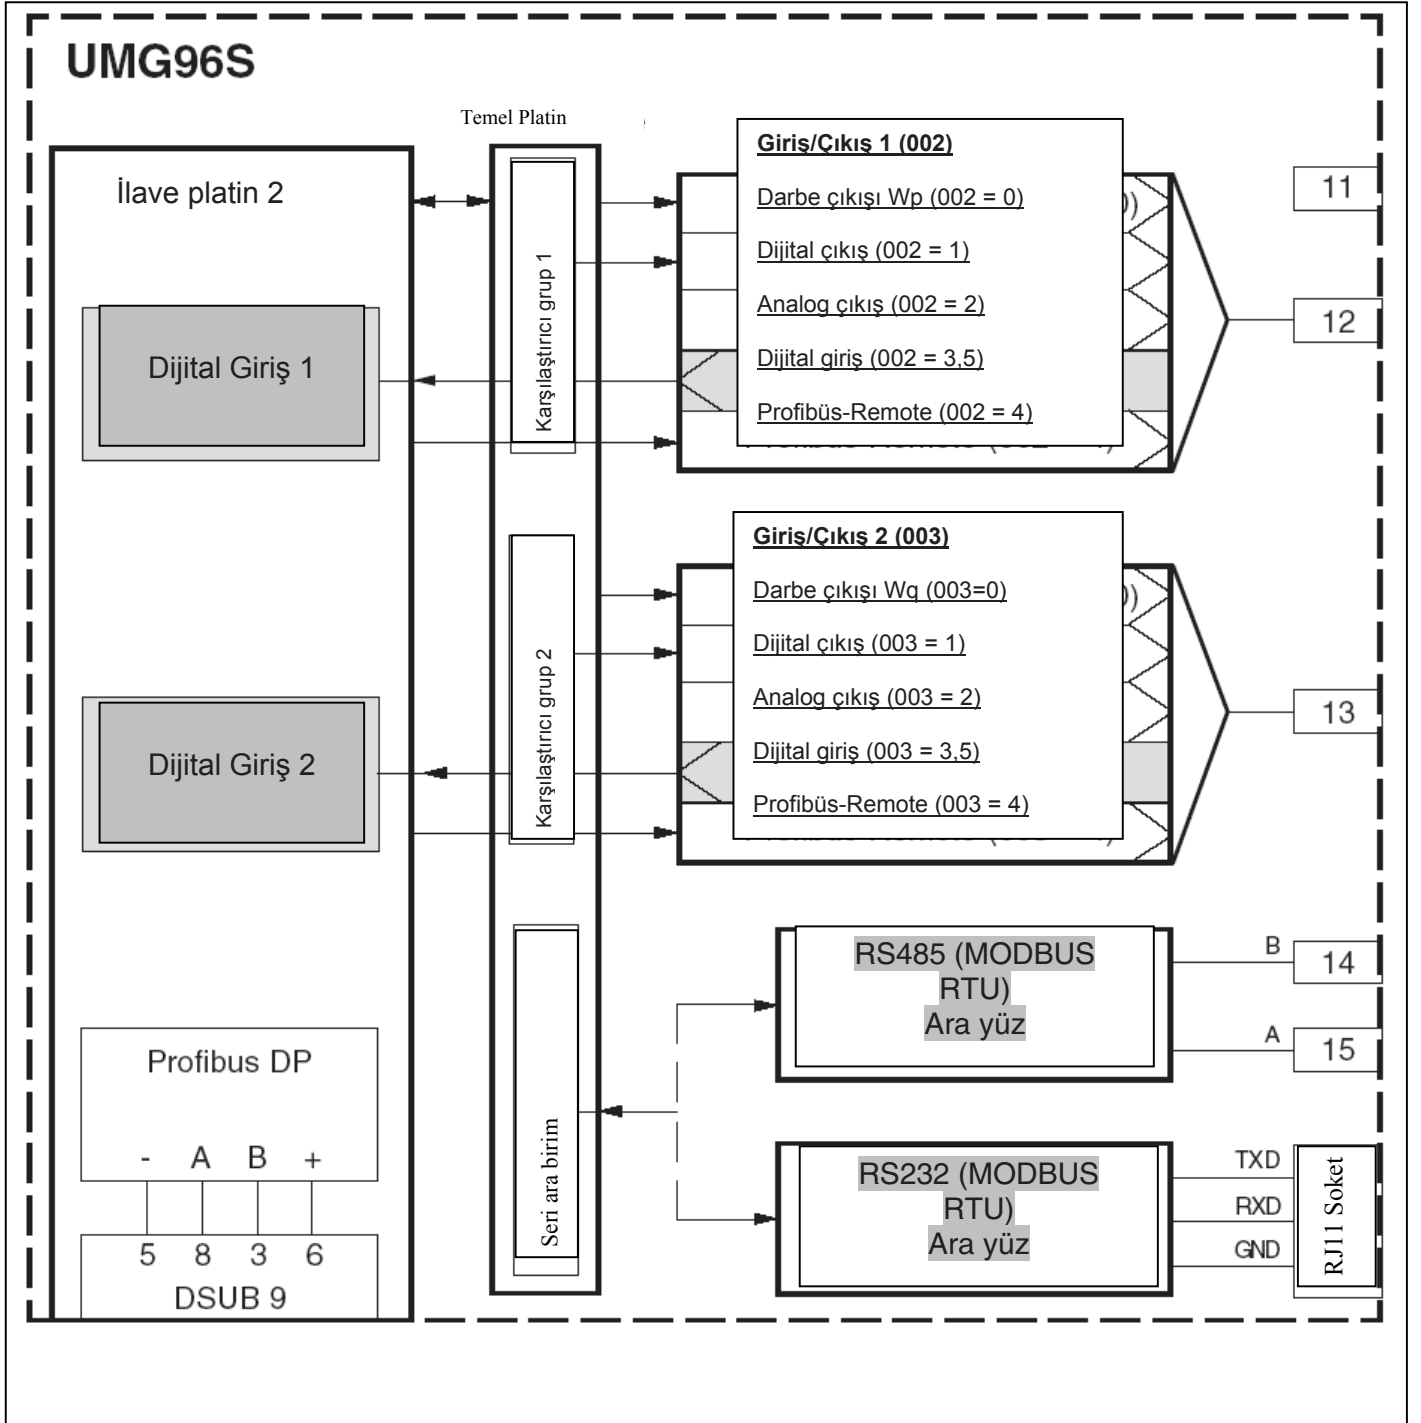 UMG96S
Temel Platin
İlave platin 2
Dijital Giriş 1
Karşılaştırıcı grup 1
Giriş/Çıkış 1 (002)
Darbe çıkışı Wp (002 = 0)
Dijital çıkış (002 = 1)
Analog çıkış (002 = 2)
Dijital giriş (002 = 3,5)
Profibüs-Remote (002 = 4)
11
12
Dijital Giriş 2
Karşılaştırıcı grup 2
Giriş/Çıkış 2 (003)
Darbe çıkışı Wq (003=0)
Dijital çıkış (003 = 1)
Analog çıkış (003 = 2)
Dijital giriş (003 = 3,5)
Profibüs-Remote (003 = 4)
13
Profibus DP
- A B +
5 8 3 6
DSUB 9
Seri ara birim
RS485 (MODBUS
RTU)
Ara yüz
B
14
A
15
RS232 (MODBUS
RTU)
Ara yüz
TXD
RXD
GND
RJ11 Soket